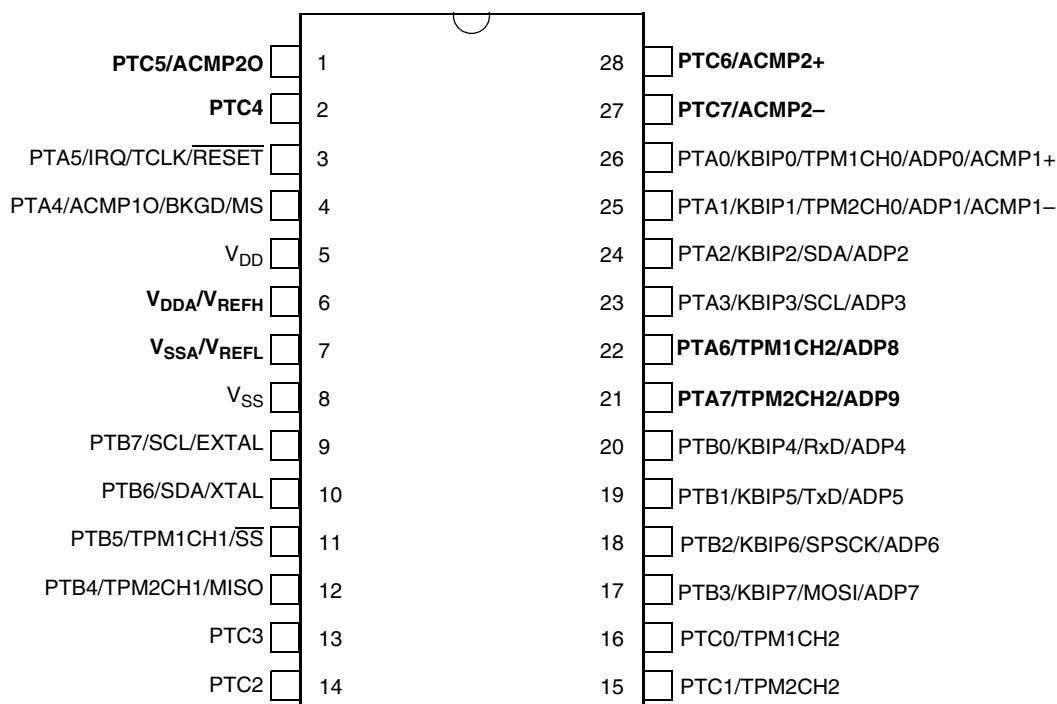 PTC5/ACMP2O 1 28 PTC6/ACMP2+
PTC4 2 27 PTC7/ACMP2–
PTA5/IRQ/TCLK/RESET 3 26 PTA0/KBIP0/TPM1CH0/ADP0/ACMP1+
PTA4/ACMP1O/BKGD/MS 4 25 PTA1/KBIP1/TPM2CH0/ADP1/ACMP1–
VDD 5 24 PTA2/KBIP2/SDA/ADP2
VDDA/VREFH 6 23 PTA3/KBIP3/SCL/ADP3
VSSA/VREFL 7 22 PTA6/TPM1CH2/ADP8
VSS 8 21 PTA7/TPM2CH2/ADP9
PTB7/SCL/EXTAL 9 20 PTB0/KBIP4/RxD/ADP4
PTB6/SDA/XTAL 10 19 PTB1/KBIP5/TxD/ADP5
PTB5/TPM1CH1/SS 11 18 PTB2/KBIP6/SPSCK/ADP6
PTB4/TPM2CH1/MISO 12 17 PTB3/KBIP7/MOSI/ADP7
PTC3 13 16 PTC0/TPM1CH2
PTC2 14 15 PTC1/TPM2CH2